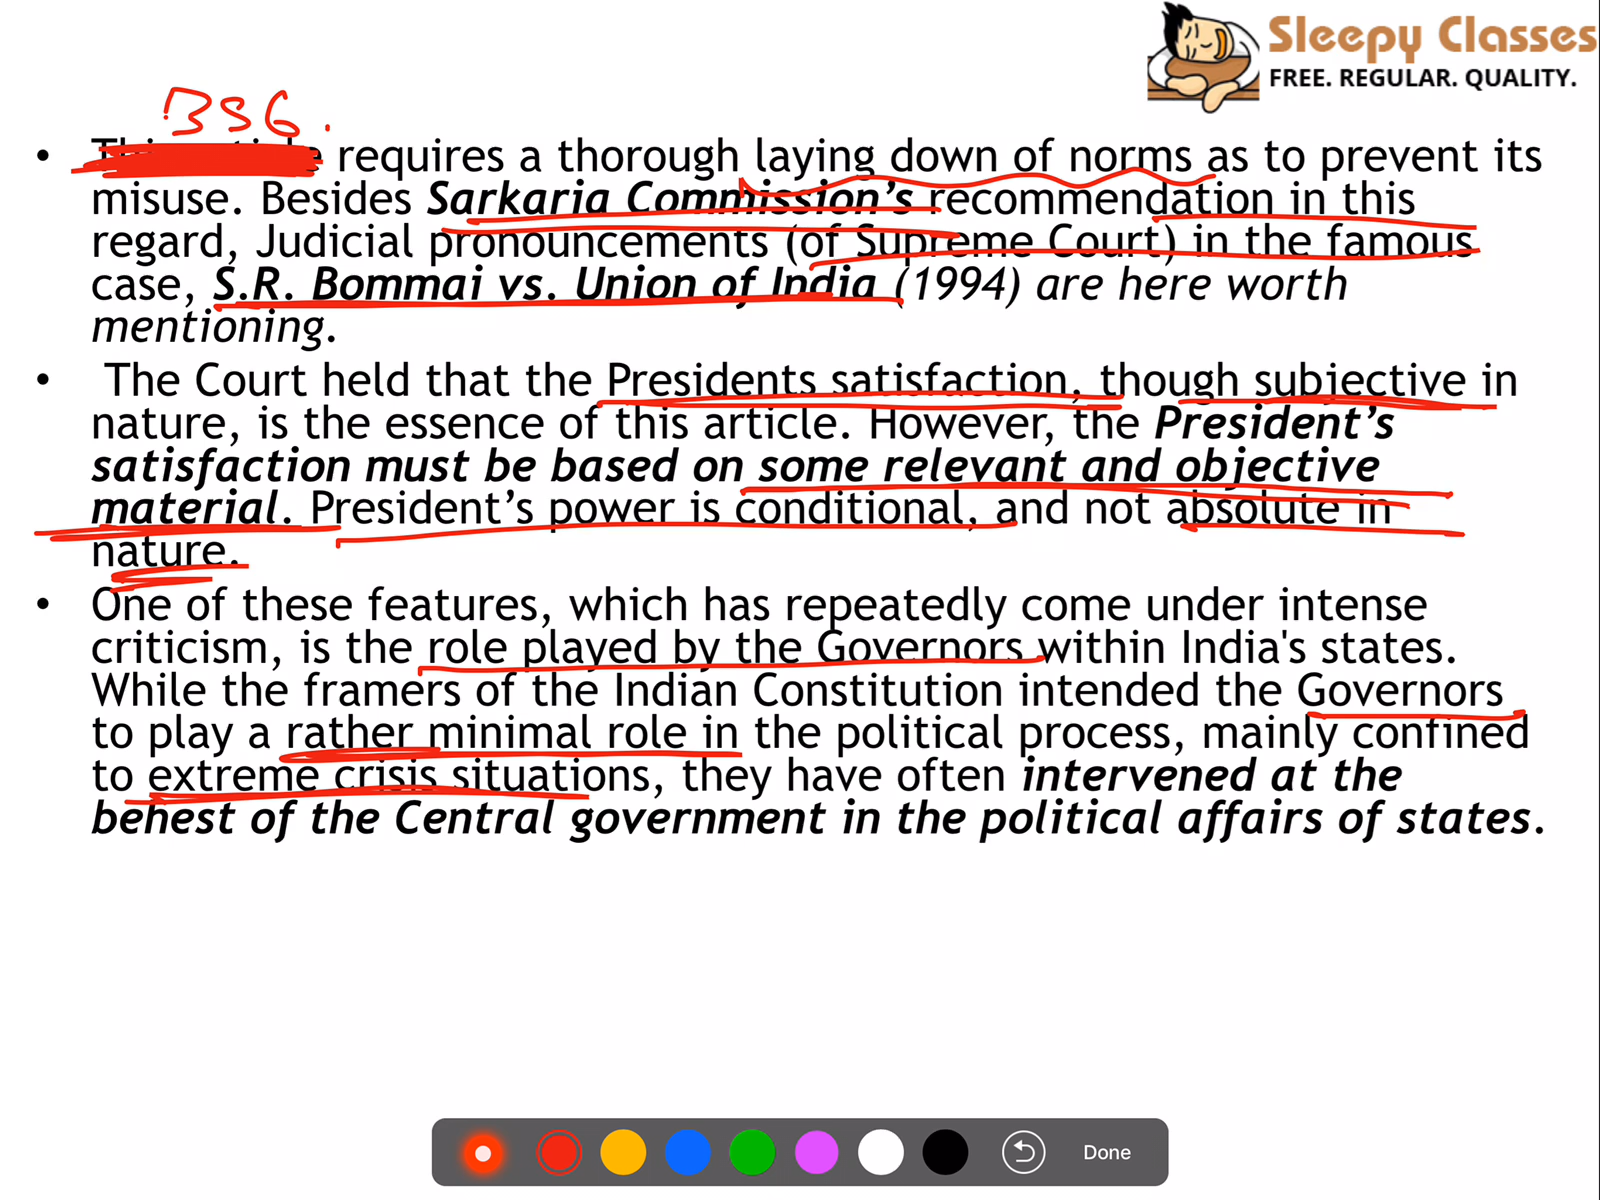 Sleepy Classes
FREE. REGULAR. QUALITY.
356.
• This article requires a thorough laying down of norms as to prevent its
misuse. Besides Sarkaria Commission’s recommendation in this
regard, Judicial pronouncements (of Supreme Court) in the famous
case, S.R. Bommai vs. Union of India (1994) are here worth
mentioning.
• The Court held that the Presidents satisfaction, though subjective in
nature, is the essence of this article. However, the President’s
satisfaction must be based on some relevant and objective
material. President’s power is conditional, and not absolute in
nature.
• One of these features, which has repeatedly come under intense
criticism, is the role played by the Governors within India's states.
While the framers of the Indian Constitution intended the Governors
to play a rather minimal role in the political process, mainly confined
to extreme crisis situations, they have often intervened at the
behest of the Central government in the political affairs of states.
Done